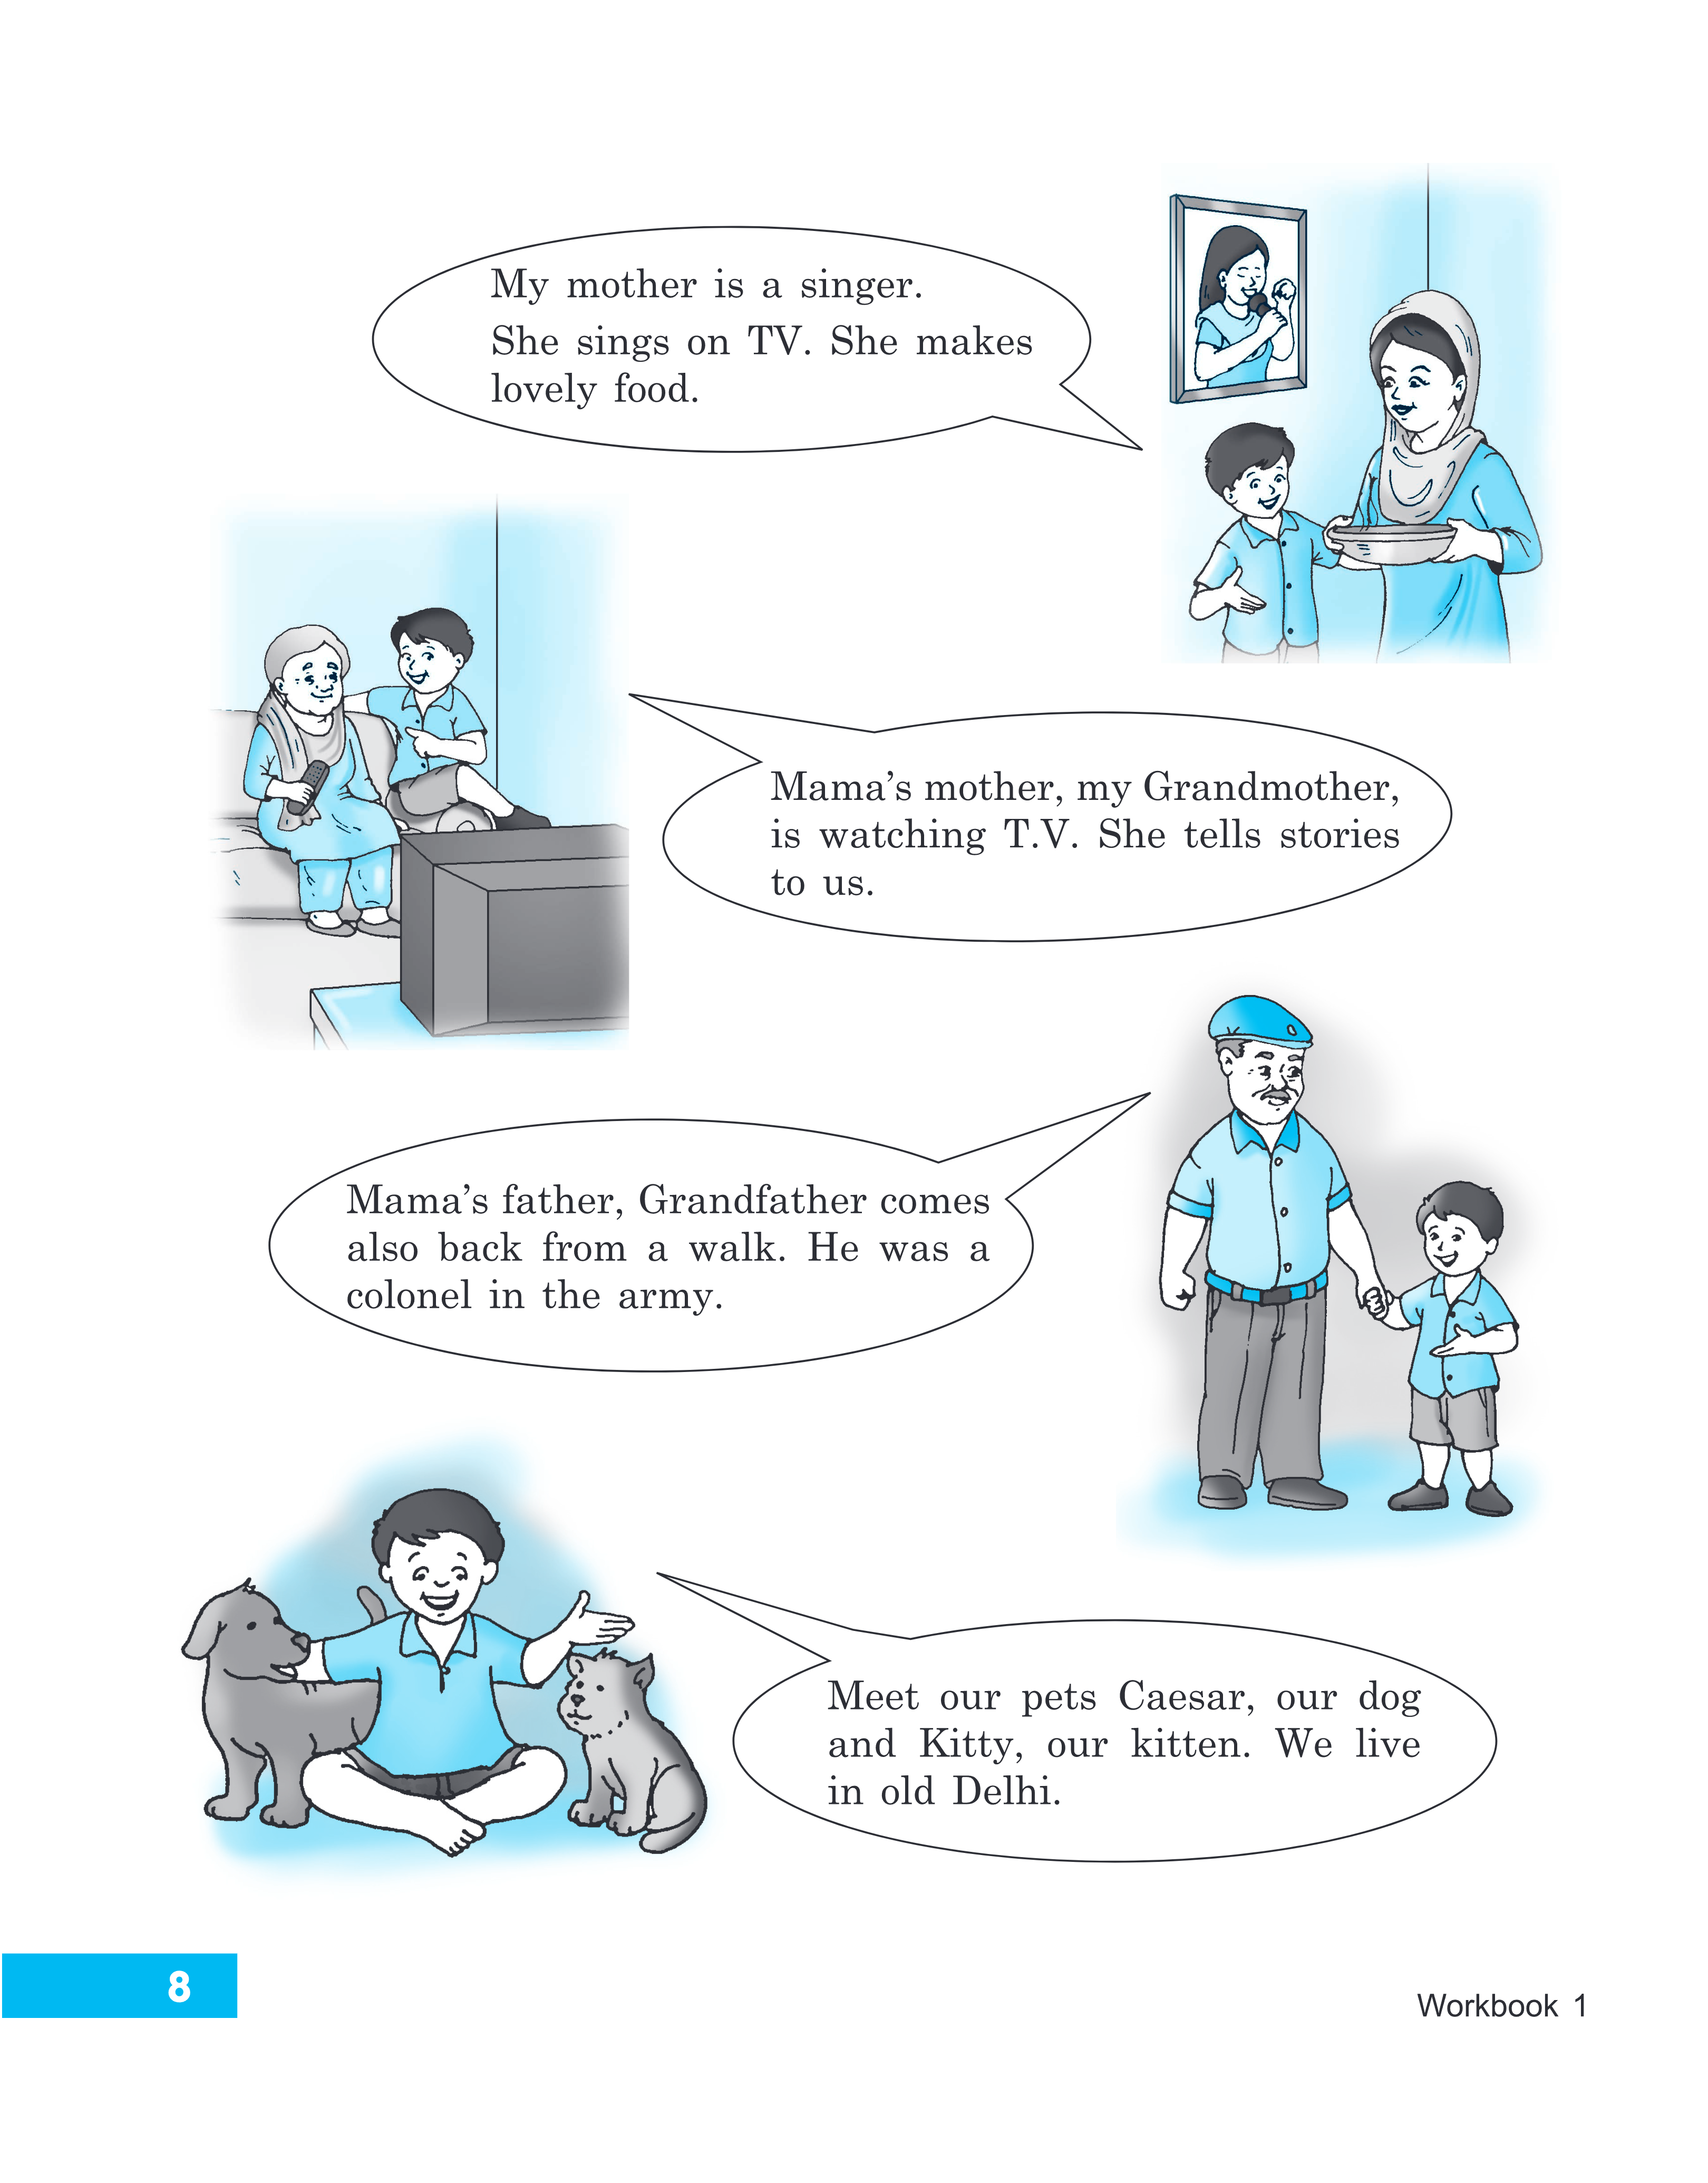 My mother is a singer.
She sings on TV. She makes
lovely food.
Mama's mother, my Grandmother,
is watching T.V. She tells stories
to us.
Mama's father, Grandfather comes
also back from a walk. He was a
colonel in the army.
Meet our pets Caesar, our dog
and Kitty, our kitten. We live
in old Delhi.
8
Workbook 1